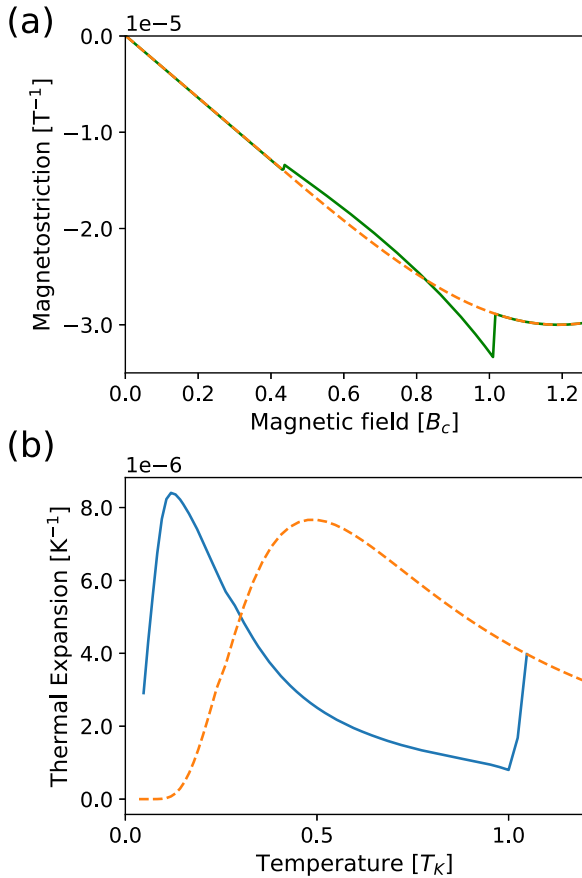 (a)
1e−5
0.0
−1.0
−2.0
−3.0
Magnetostriction [T⁻¹]
0.0 0.2 0.4 0.6 0.8 1.0 1.2
Magnetic field [B_c]
(b)
1e−6
8.0
6.0
4.0
2.0
0.0
Thermal Expansion [K⁻¹]
0.0 0.5 1.0
Temperature [T_K]